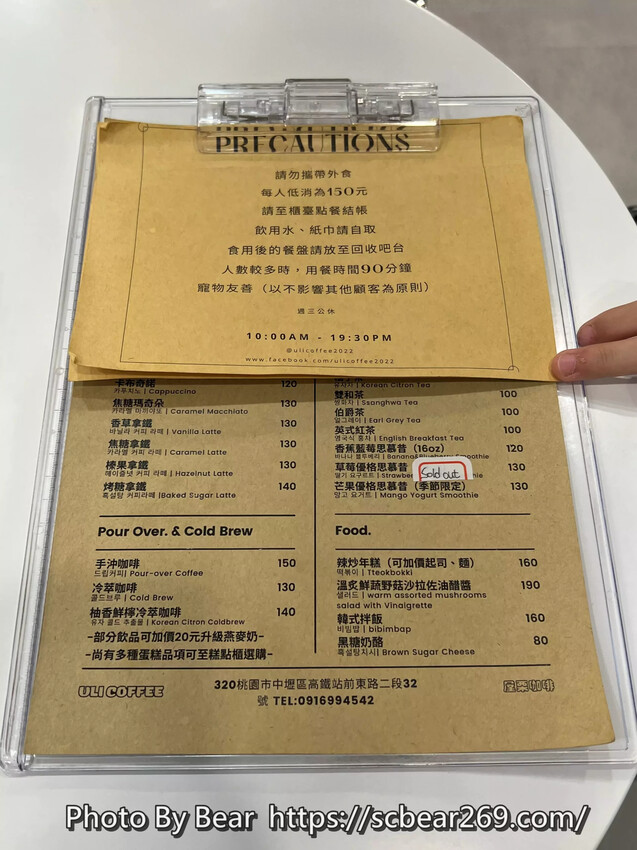 PRECAUTIONS
請勿攜帶外食
每人低消為150元
請至櫃臺點餐結帳
飲用水、紙巾請自取
食用後的餐盤請放至回收吧台
人數較多時，用餐時間90分鐘
寵物友善（以不影響其他顧客為原則）
週三公休
10:00AM - 19:30PM
@ulicoffee2022
www.facebook.com/ulicoffee2022
卡布奇諾 120
카푸치노 | Cappuccino
焦糖瑪奇朵 130
카라멜 마끼아또 | Caramel Macchiato
香草拿鐵 130
바닐라 커피 라떼 | Vanilla Latte
焦糖拿鐵 130
카라멜 커피 라떼 | Caramel Latte
榛果拿鐵 130
헤이즐넛 커피 라떼 | Hazelnut Latte
烤糖拿鐵 140
흑설탕 커피라떼 |Baked Sugar Latte
Pour Over. & Cold Brew
手沖咖啡 150
드립커피| Pour-over Coffee
冷萃咖啡 130
콜드브루 | Cold Brew
柚香鮮檸冷萃咖啡 140
유자 콜드 추출물 | Korean Citron Coldbrew
-部分飲品可加價20元升級燕麥奶-
-尚有多種蛋糕品項可至糕點櫃選購-
유자차 | Korean Citron Tea
雙和茶 100
쌍화차 | Ssanghwa Tea
伯爵茶 100
얼그레이 | Earl Grey Tea
英式紅茶 100
영국식 홍차 | English Breakfast Tea
香蕉藍莓思慕昔（16oz） 120
바나나 블루베리 | Banana&Blueberry Smoothie
草莓優格思慕昔 130
Sold out
딸기 요구르트 |
芒果優格思慕昔（季節限定） 130
망고 요거트 | Mango Yogurt Smoothie
Food.
辣炒年糕（可加價起司、麵） 160
떡볶이 | Tteokbokki
溫炙鮮蔬野菇沙拉佐油醋醬 190
샐러드 | warm assorted mushrooms
salad with Vinaigrette
韓式拌飯 160
비빔밥 | bibimbap
黑糖奶酪 80
흑설탕치시| Brown Sugar Cheese
ULI COFFEE
320桃園市中壢區高鐵站前東路二段32
號 TEL:0916994542
Photo By Bear https://scbear269.com/